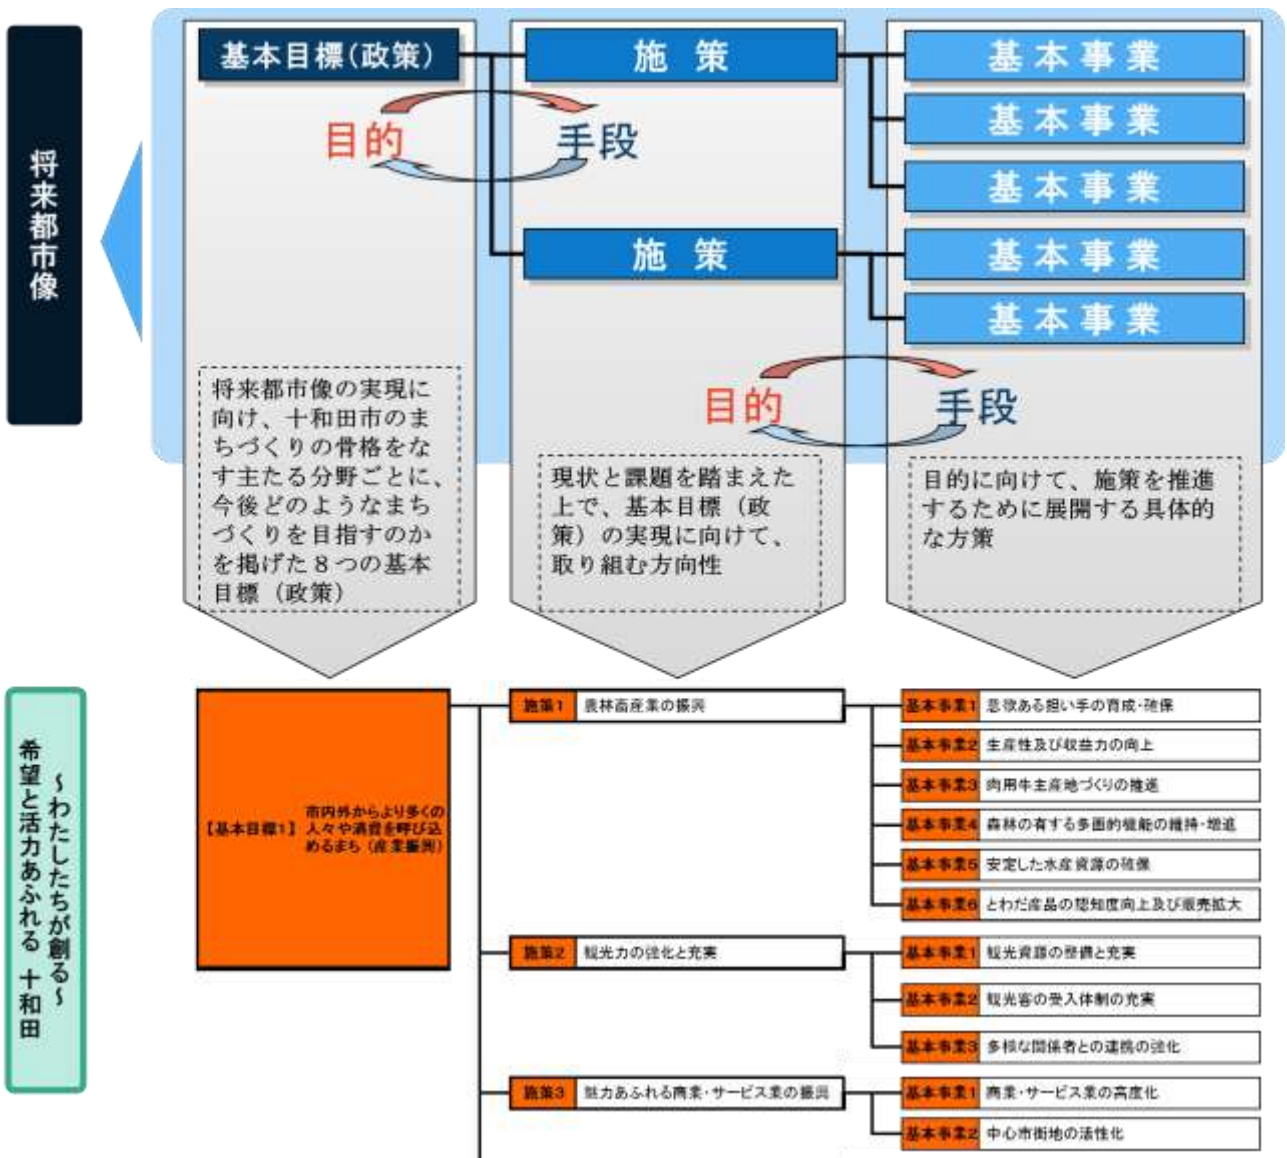 将来都市像
基本目標(政策)
施 策
基 本 事 業
基 本 事 業
目的
手段
基 本 事 業
施 策
基 本 事 業
基 本 事 業
目的
手段
将来都市像の実現に
向け、十和田市のま
ちづくりの骨格をな
す主たる分野ごとに、
今後どのようなまち
づくりを目指すのか
を掲げた８つの基本
目標（政策）
現状と課題を踏まえた
上で、基本目標（政
策）の実現に向けて、
取り組む方向性
目的に向けて、施策を推進
するために展開する具体的
な方策
～わたしたちが創る～
希望と活力あふれる 十和田
【基本目標1】
市内外からより多くの
人々や消費を呼び込
めるまち（産業振興）
施策1 農林畜産業の振興
基本事業1 意欲ある担い手の育成・確保
基本事業2 生産性及び収益力の向上
基本事業3 肉用牛主産地づくりの推進
基本事業4 森林の有する多面的機能の維持・増進
基本事業5 安定した水産資源の確保
基本事業6 とわだ産品の認知度向上及び販売拡大
施策2 観光力の強化と充実
基本事業1 観光資源の整備と充実
基本事業2 観光客の受入体制の充実
基本事業3 多様な関係者との連携の強化
施策3 魅力あふれる商業・サービス業の振興
基本事業1 商業・サービス業の高度化
基本事業2 中心市街地の活性化